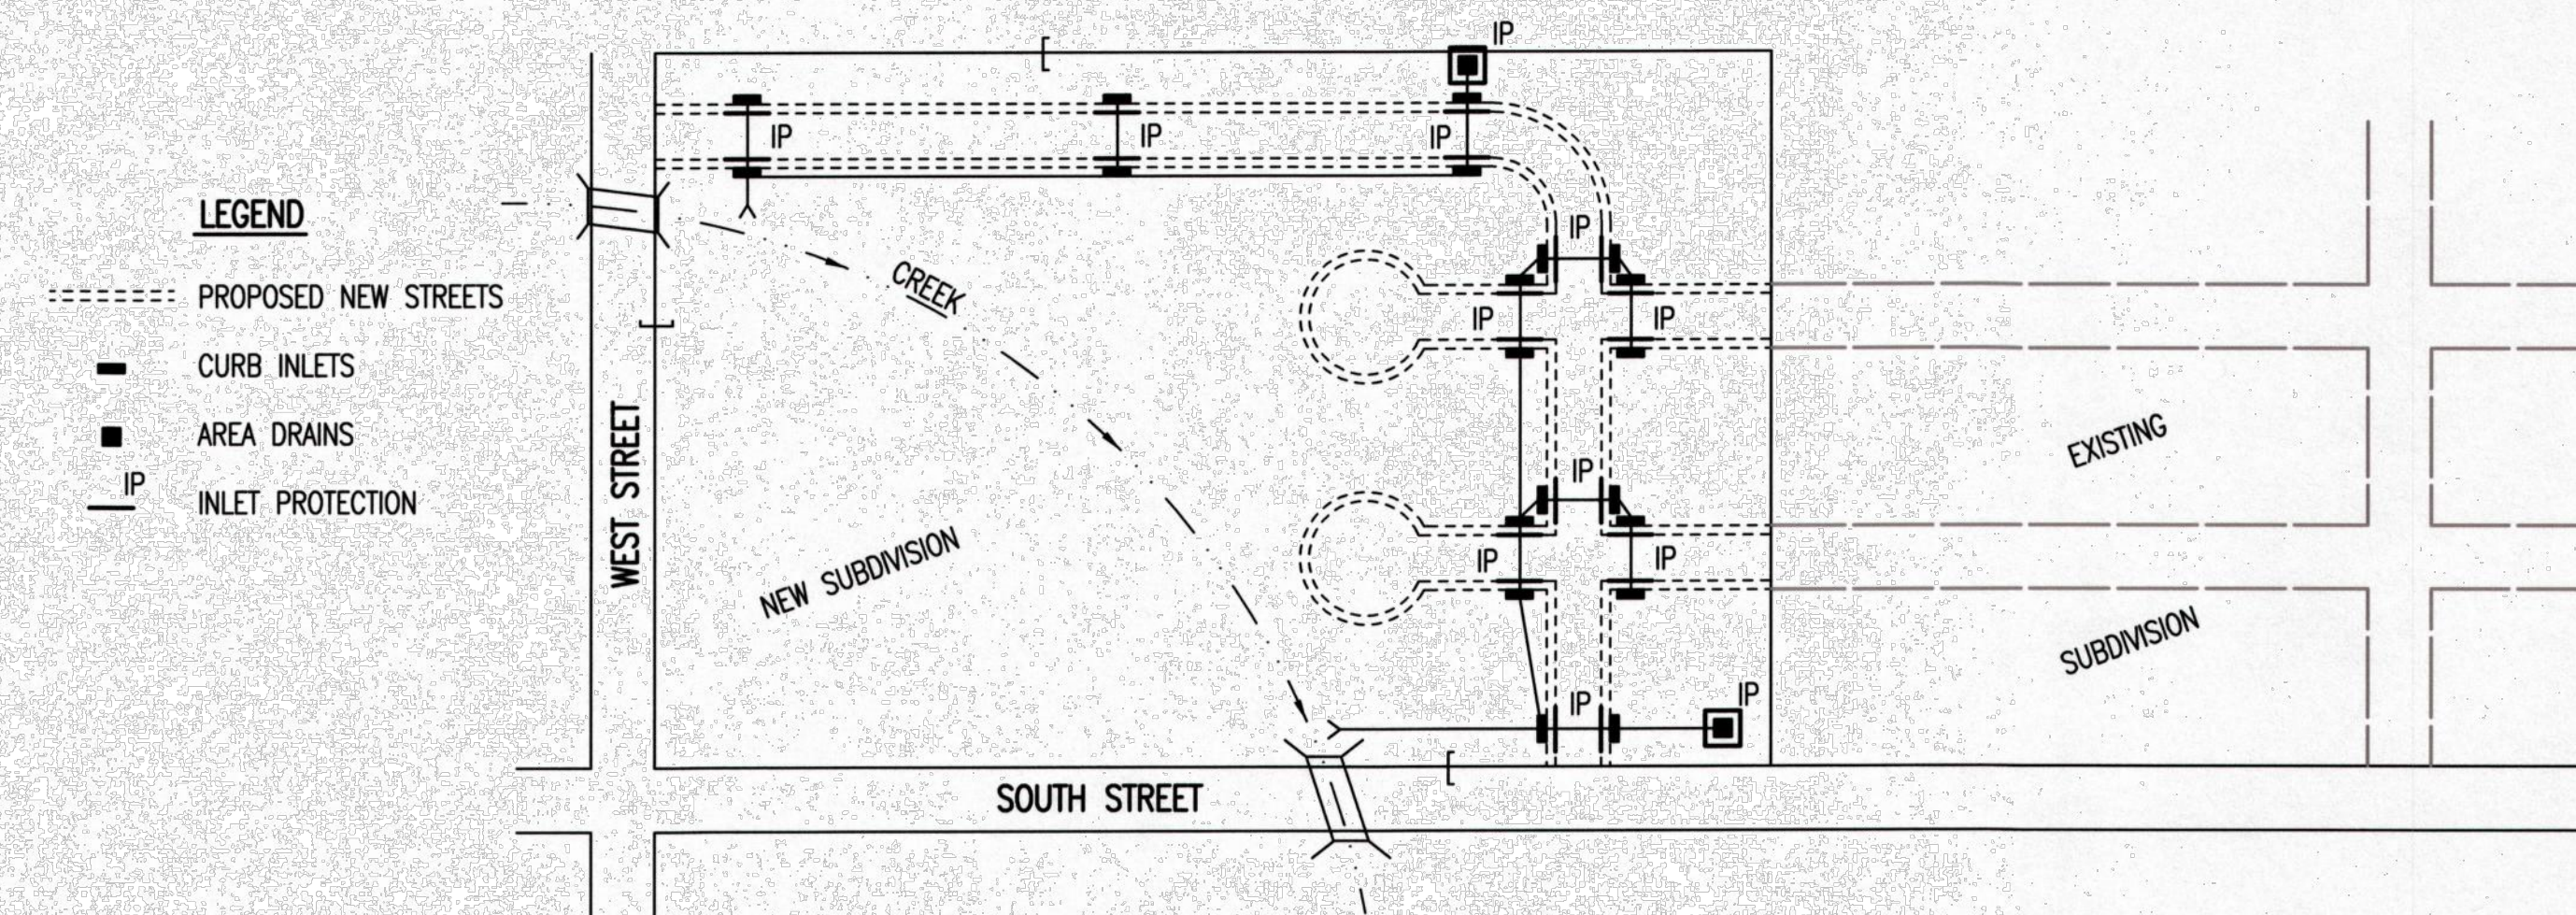 IP
IP
IP
IP
LEGEND
IP
CREEK
PROPOSED NEW STREETS
IP
IP
CURB INLETS
WEST STREET
AREA DRAINS
EXISTING
IP
IP
INLET PROTECTION
NEW SUBDIVISION
IP
IP
SUBDIVISION
IP
IP
SOUTH STREET